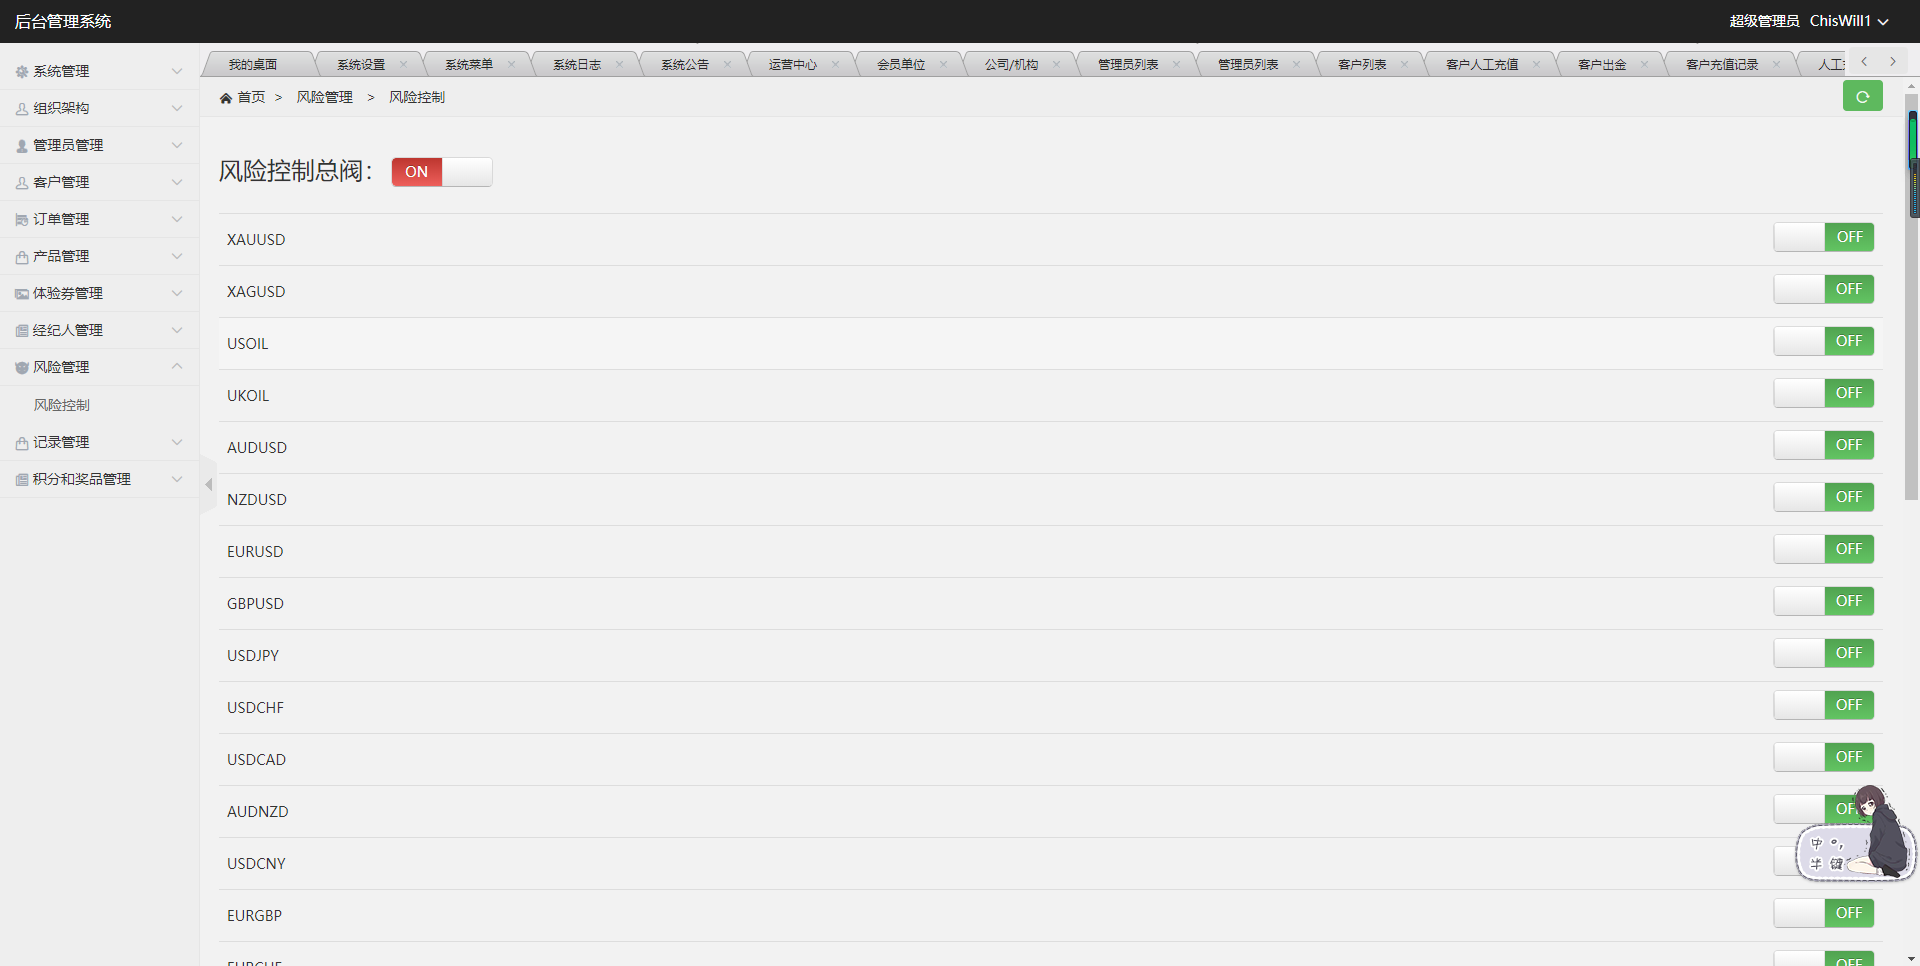 后台管理系统
超级管理员 ChisWill1
我的桌面 系统设置 系统菜单 系统日志 系统公告 运营中心 会员单位 公司/机构 管理员列表 管理员列表 客户列表 客户人工充值 客户出金 客户充值记录 人工
系统管理
组织架构
管理员管理
客户管理
订单管理
产品管理
体验券管理
经纪人管理
风险管理
风险控制
记录管理
积分和奖品管理
首页 > 风险管理 > 风险控制
风险控制总阀： ON
XAUUSD OFF
XAGUSD OFF
USOIL OFF
UKOIL OFF
AUDUSD OFF
NZDUSD OFF
EURUSD OFF
GBPUSD OFF
USDJPY OFF
USDCHF OFF
USDCAD OFF
AUDNZD OF
USDCNY
中 °,
半 键
EURGBP OFF
EURCHF OFF